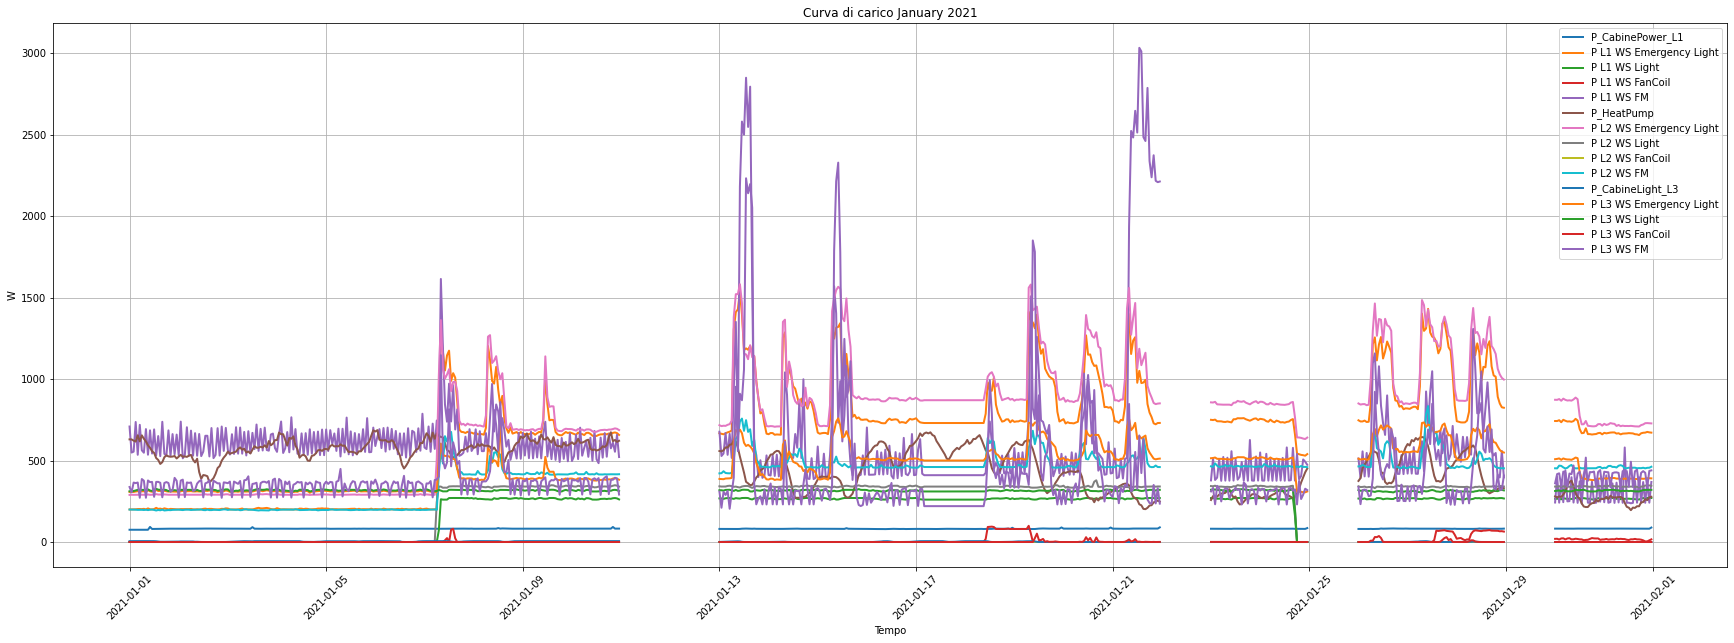 Curva di carico January 2021
3000
2500
2000
1500
1000
500
0
W
P_CabinePower_L1
P L1 WS Emergency Light
P L1 WS Light
P L1 WS FanCoil
P L1 WS FM
P_HeatPump
P L2 WS Emergency Light
P L2 WS Light
P L2 WS FanCoil
P L2 WS FM
P_CabineLight_L3
P L3 WS Emergency Light
P L3 WS Light
P L3 WS FanCoil
P L3 WS FM
2021-01-01
2021-01-05
2021-01-09
2021-01-13
2021-01-17
2021-01-21
2021-01-25
2021-01-29
2021-02-01
Tempo